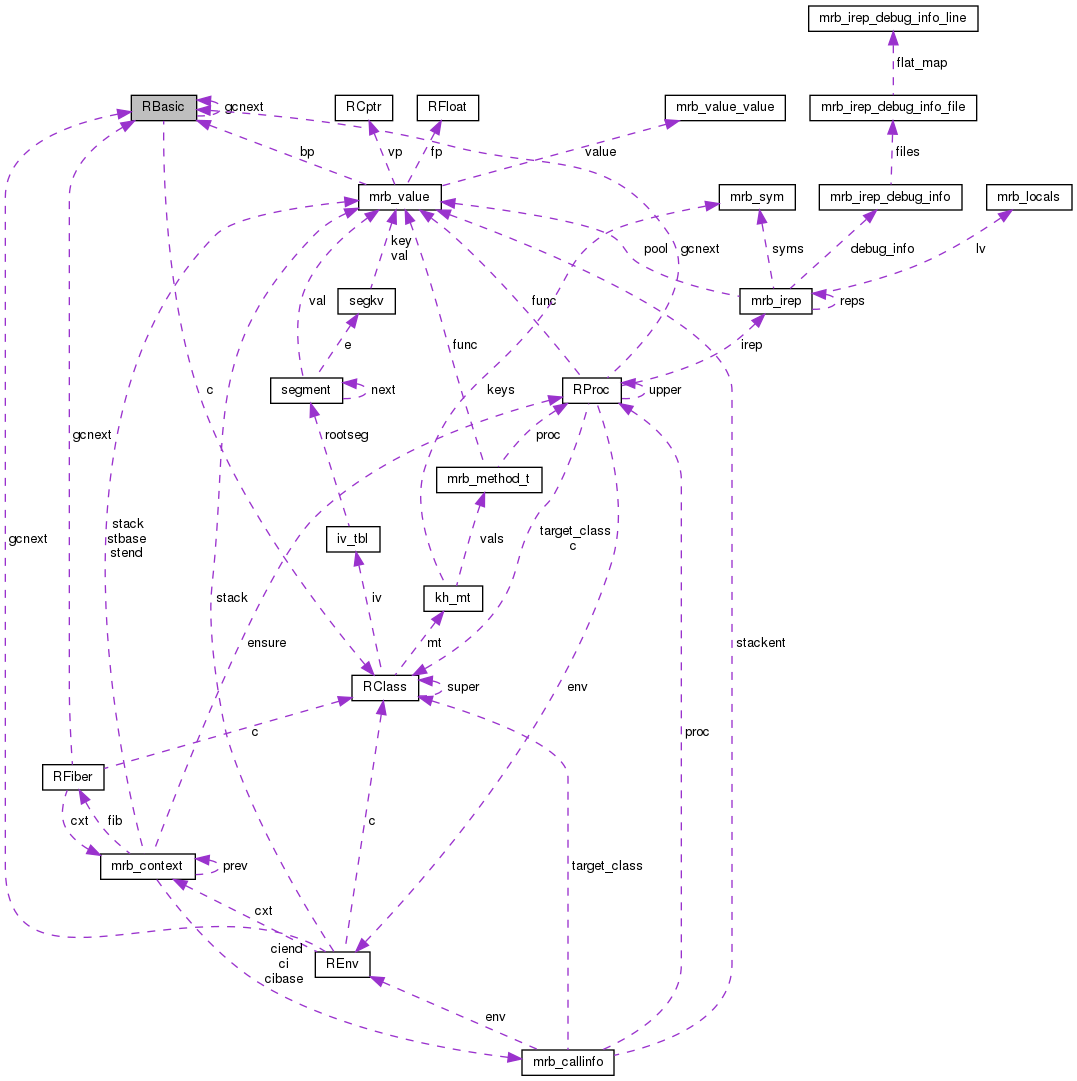 mrb_irep_debug_info_line
flat_map
RBasic
gcnext
RCptr
RFloat
mrb_value_value
mrb_irep_debug_info_file
bp
vp
fp
value
files
mrb_value
mrb_sym
mrb_irep_debug_info
mrb_locals
key
val
pool
gcnext
syms
debug_info
lv
segkv
val
func
mrb_irep
reps
e
func
irep
c
segment
next
keys
RProc
upper
gcnext
rootseg
proc
mrb_method_t
stack
stbase
stend
iv_tbl
vals
target_class
c
gcnext
stack
iv
kh_mt
ensure
mt
stackent
RClass
super
env
c
proc
RFiber
cxt
fib
c
mrb_context
prev
target_class
cxt
ciend
ci
cibase
REnv
env
mrb_callinfo